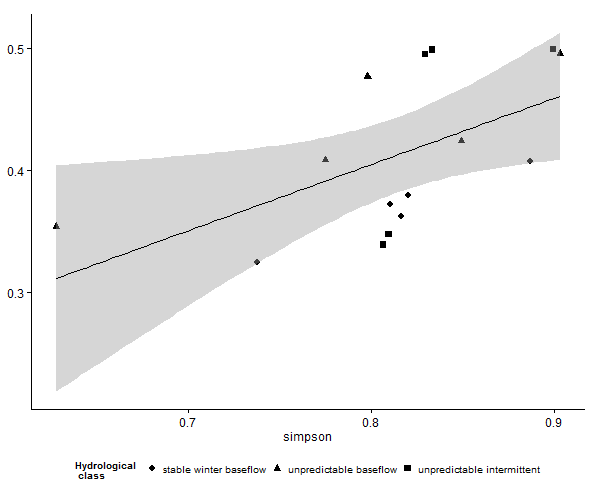 0.5
0.4
0.3
0.7 0.8 0.9
simpson
Hydrological
class
stable winter baseflow unpredictable baseflow unpredictable intermittent